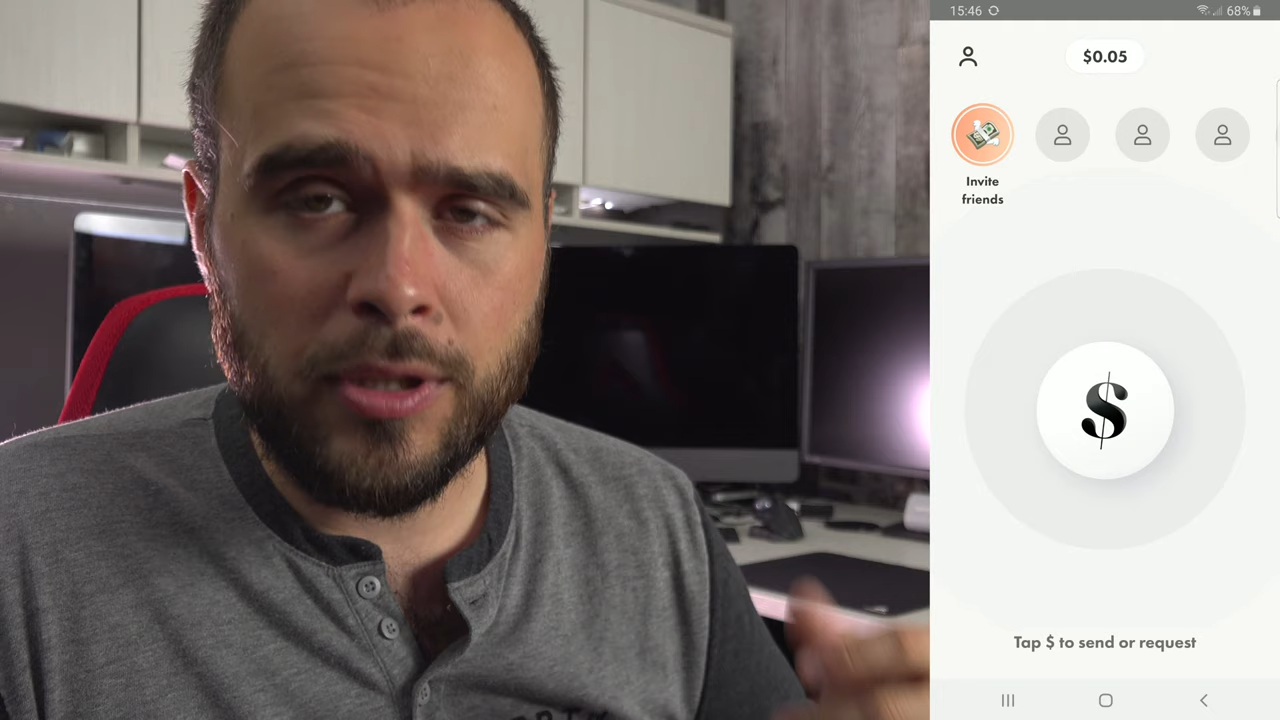 15:46
68%
$0.05
Invite
friends
$
Tap $ to send or request